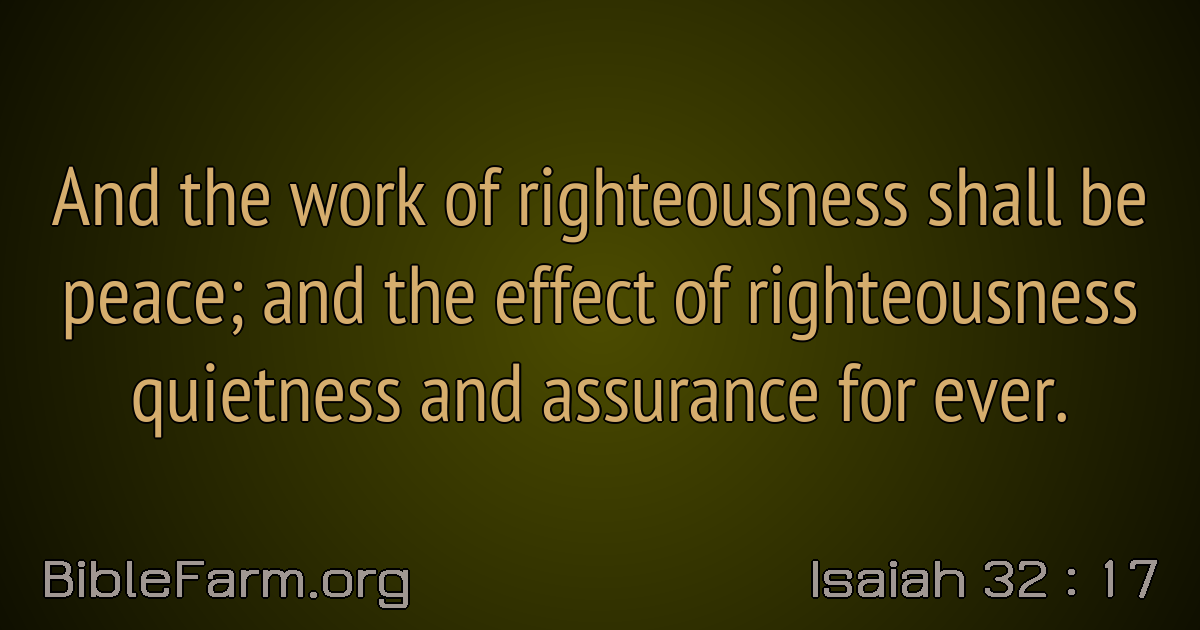 And the work of righteousness shall be
peace; and the effect of righteousness
quietness and assurance for ever.
BibleFarm.org
Isaiah 32 : 17